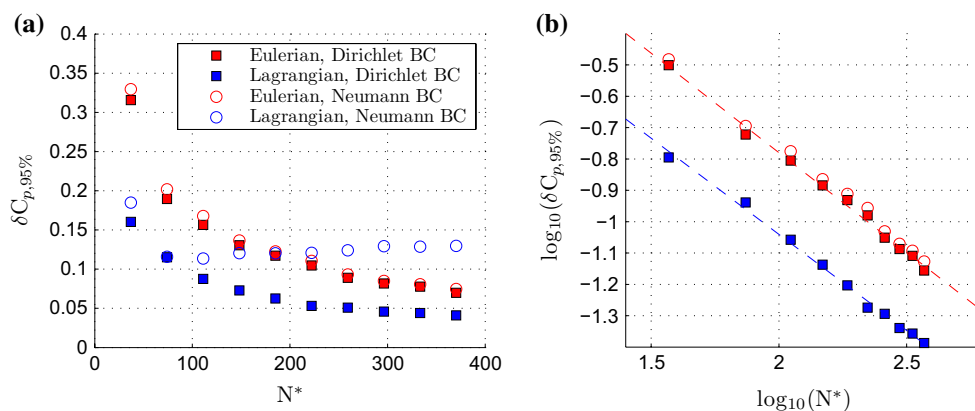 (a)
0.4
0.35
0.3
0.25
0.2
0.15
0.1
0.05
0
δC_{p,95%}
Eulerian, Dirichlet BC
Lagrangian, Dirichlet BC
Eulerian, Neumann BC
Lagrangian, Neumann BC
0 100 200 300 400
N*
(b)
−0.5
−0.7
−0.8
−0.9
−1
−1.1
−1.2
−1.3
log₁₀(δC_{p,95%})
1.5 2 2.5
log₁₀(N*)